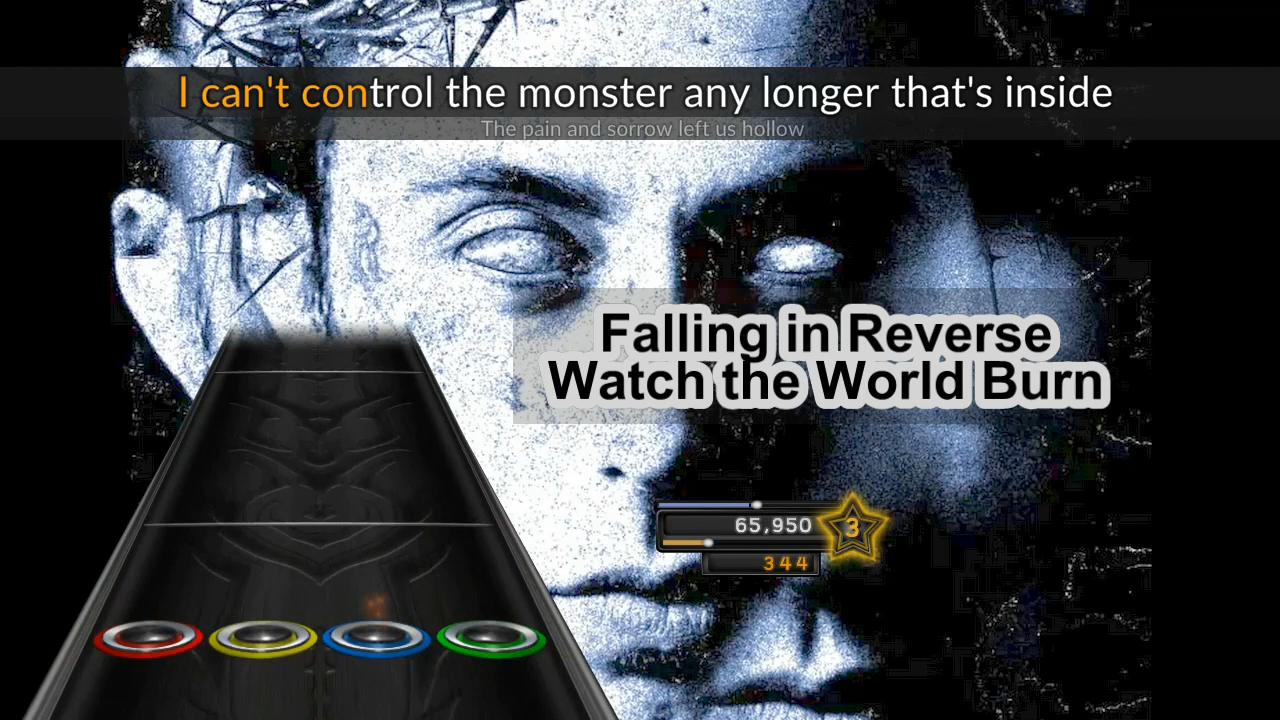 I can't control the monster any longer that's inside
The pain and sorrow left us hollow
Falling in Reverse
Watch the World Burn
65,950
3
344